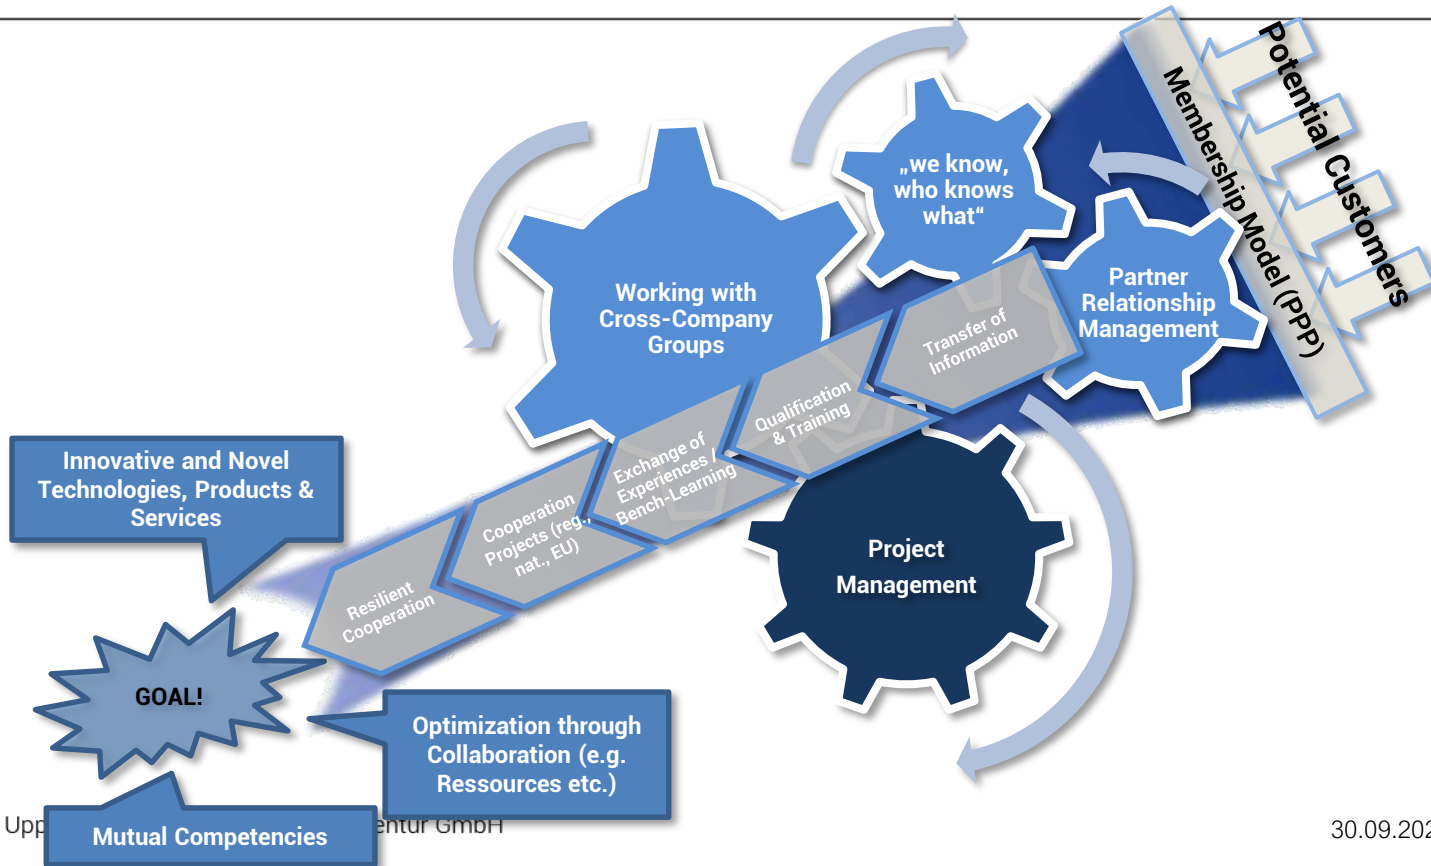 Potential Customers
Membership Model (PPP)
„we know,
who knows
what“
Partner
Relationship
Management
Working with
Cross-Company
Groups
Transfer of
Information
Qualification
& Training
Exchange of
Experiences /
Bench-Learning
Cooperation
Projects (reg.,
nat., EU)
Resilient
Cooperation
Project
Management
Innovative and Novel
Technologies, Products &
Services
GOAL!
Optimization through
Collaboration (e.g.
Ressources etc.)
Mutual Competencies
GmbH
30.09.202